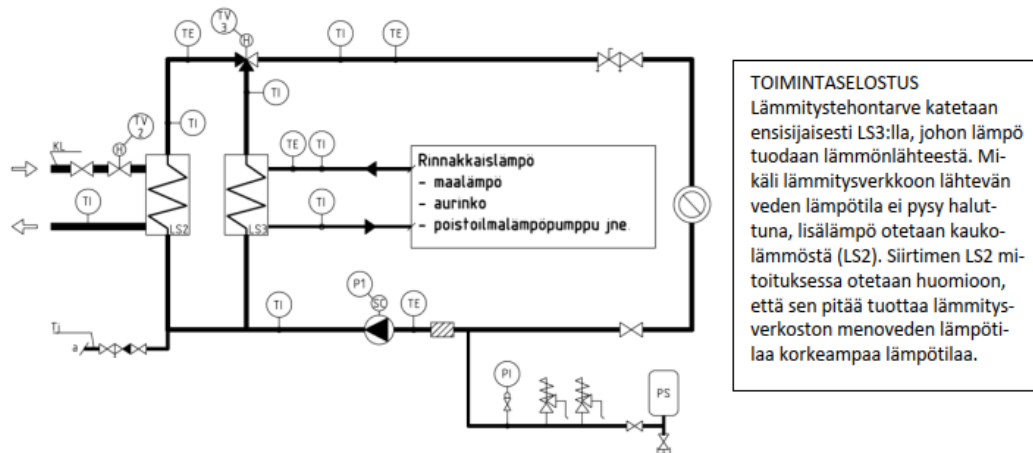 TV
3
TE
H
TI
TE
TI
TV
2
TI
KL
H
TE
TI
TI
TI
LS2
LS3
Rinnakkaislämpö
- maalämpö
- aurinko
- poistoilmalämpöpumppu jne.
P1
SC
TI
TE
Tj
a
PI
PS
TOIMINTASELOSTUS
Lämmitystehontarve katetaan
ensisijaisesti LS3:lla, johon lämpö
tuodaan lämmönlähteestä. Mi-
käli lämmitysverkkoon lähtevän
veden lämpötila ei pysy halut-
tuna, lisälämpö otetaan kauko-
lämmöstä (LS2). Siirtimen LS2 mi-
toituksessa otetaan huomioon,
että sen pitää tuottaa lämmitys-
verkoston menoveden lämpöti-
laa korkeampaa lämpötilaa.